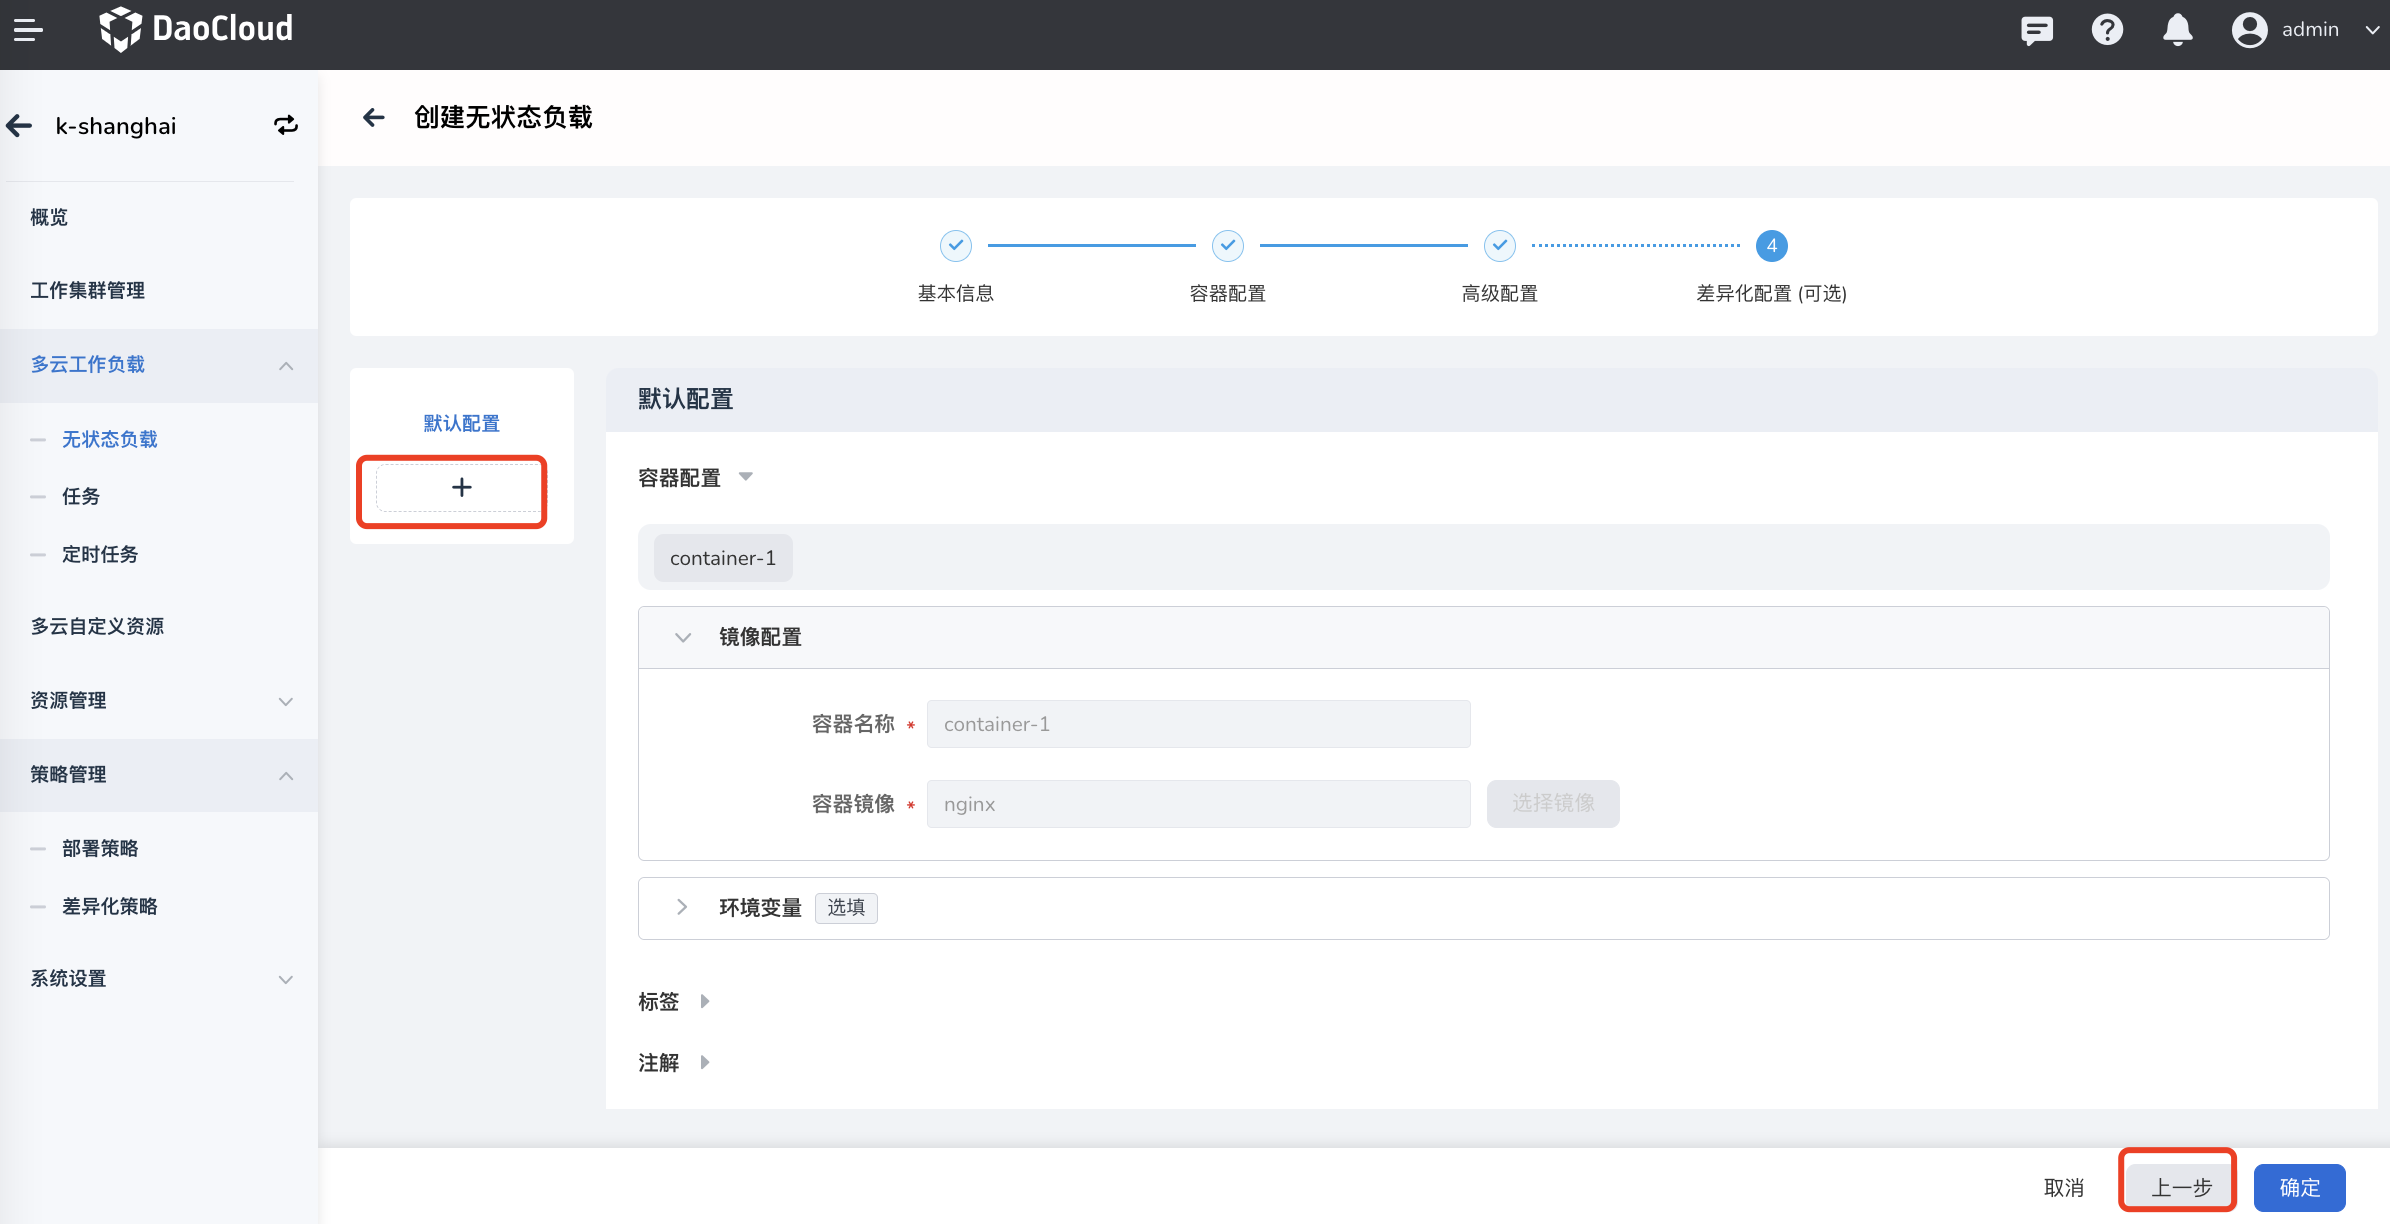 DaoCloud
admin
k-shanghai
概览
工作集群管理
多云工作负载
无状态负载
任务
定时任务
多云自定义资源
资源管理
策略管理
部署策略
差异化策略
系统设置
创建无状态负载
4
基本信息
容器配置
高级配置
差异化配置 (可选)
默认配置
+
默认配置
容器配置
container-1
镜像配置
容器名称 * container-1
容器镜像 * nginx 选择镜像
环境变量 选填
标签
注解
取消 上一步 确定